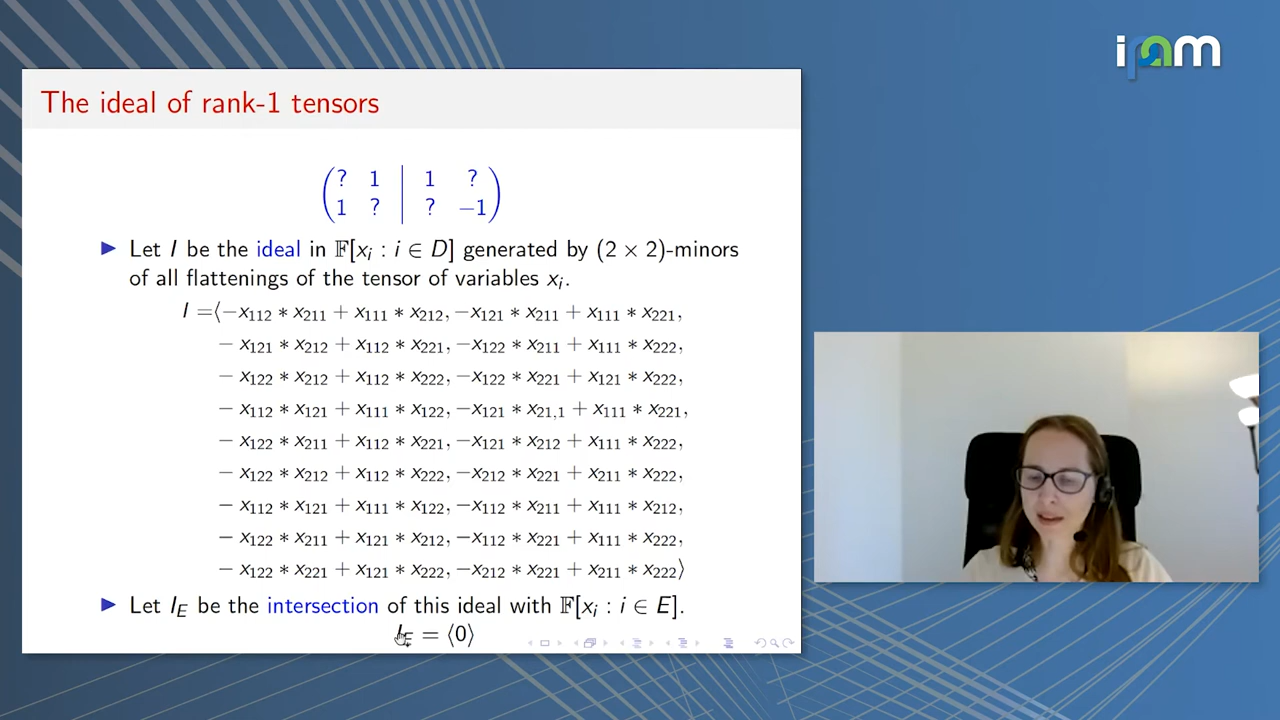 ipam
The ideal of rank-1 tensors
? 1 | 1 ?
1 ? | ? −1
▶ Let I be the ideal in 𝔽[x_i : i ∈ D] generated by (2 × 2)-minors
of all flattenings of the tensor of variables x_i.
I =⟨−x_112 * x_211 + x_111 * x_212, −x_121 * x_211 + x_111 * x_221,
− x_121 * x_212 + x_112 * x_221, −x_122 * x_211 + x_111 * x_222,
− x_122 * x_212 + x_112 * x_222, −x_122 * x_221 + x_121 * x_222,
− x_112 * x_121 + x_111 * x_122, −x_121 * x_21,1 + x_111 * x_221,
− x_122 * x_211 + x_112 * x_221, −x_121 * x_212 + x_111 * x_222,
− x_122 * x_212 + x_112 * x_222, −x_212 * x_221 + x_211 * x_222,
− x_112 * x_121 + x_111 * x_122, −x_112 * x_211 + x_111 * x_212,
− x_122 * x_211 + x_121 * x_212, −x_112 * x_221 + x_111 * x_222,
− x_122 * x_221 + x_121 * x_222, −x_212 * x_221 + x_211 * x_222⟩
▶ Let I_E be the intersection of this ideal with 𝔽[x_i : i ∈ E].
I_E = ⟨0⟩